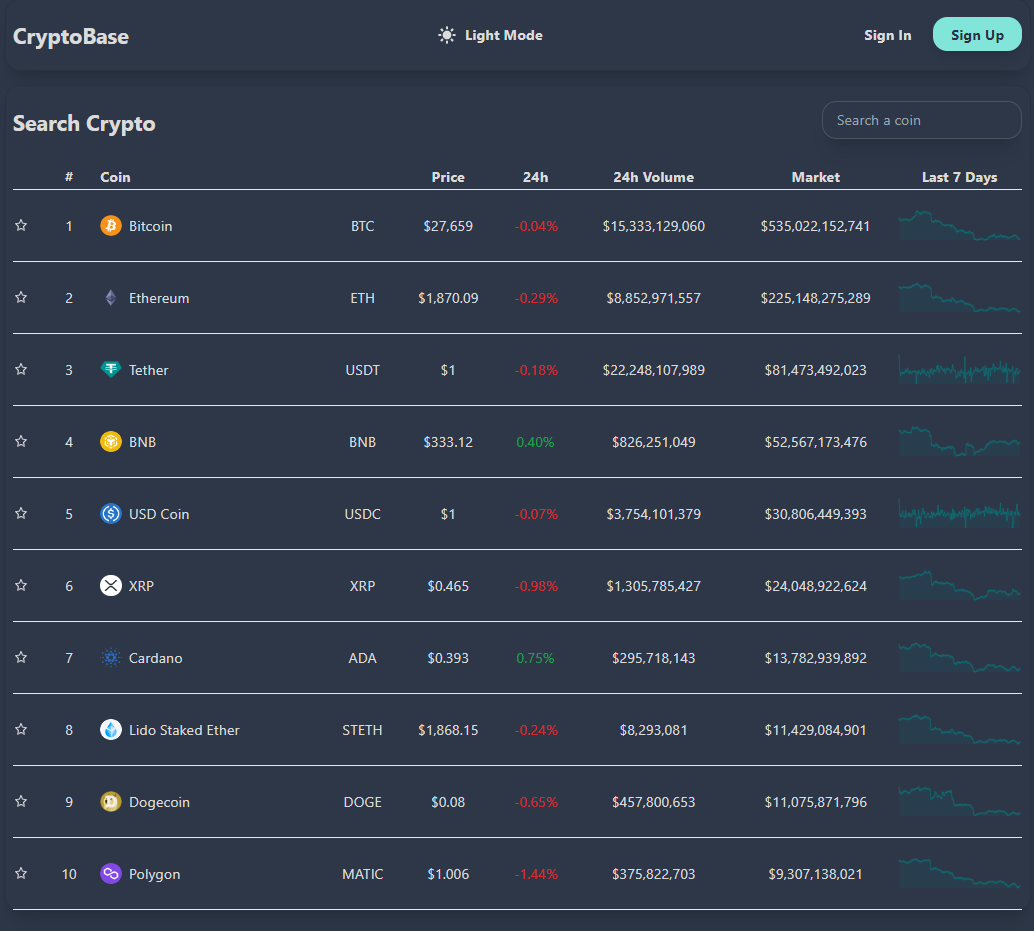 CryptoBase Light Mode Sign In Sign Up
Search Crypto Search a coin
# Coin Price 24h 24h Volume Market Last 7 Days
1 Bitcoin BTC $27,659 -0.04% $15,333,129,060 $535,022,152,741
2 Ethereum ETH $1,870.09 -0.29% $8,852,971,557 $225,148,275,289
3 Tether USDT $1 -0.18% $22,248,107,989 $81,473,492,023
4 BNB BNB $333.12 0.40% $826,251,049 $52,567,173,476
5 USD Coin USDC $1 -0.07% $3,754,101,379 $30,806,449,393
6 XRP XRP $0.465 -0.98% $1,305,785,427 $24,048,922,624
7 Cardano ADA $0.393 0.75% $295,718,143 $13,782,939,892
8 Lido Staked Ether STETH $1,868.15 -0.24% $8,293,081 $11,429,084,901
9 Dogecoin DOGE $0.08 -0.65% $457,800,653 $11,075,871,796
10 Polygon MATIC $1.006 -1.44% $375,822,703 $9,307,138,021